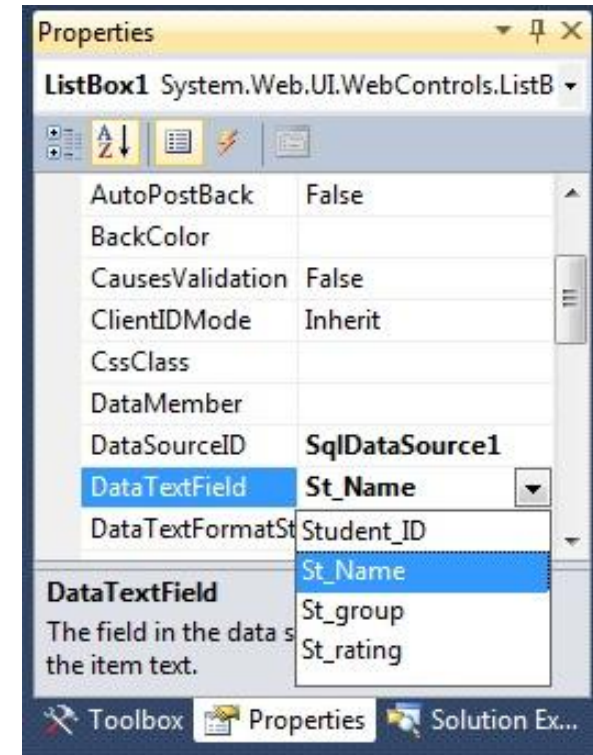 Properties
ListBox1 System.Web.UI.WebControls.ListB
AutoPostBack False
BackColor
CausesValidation False
ClientIDMode Inherit
CssClass
DataMember
DataSourceID SqlDataSource1
DataTextField St_Name
DataTextFormatSt
Student_ID
St_Name
St_group
St_rating
DataTextField
The field in the data s
the item text.
Toolbox Properties Solution Ex...